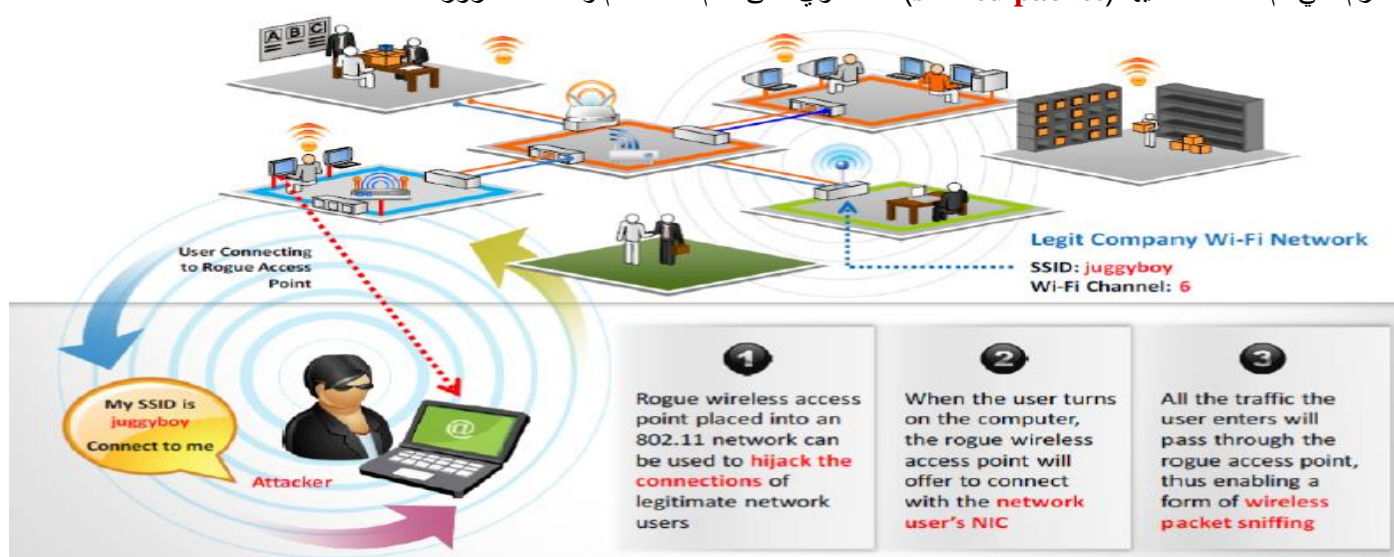 packet)
A B C
User Connecting
to Rogue Access
Point
Legit Company Wi-Fi Network
SSID: juggyboy
Wi-Fi Channel: 6
My SSID is
juggyboy
Connect to me
Attacker
@
1
Rogue wireless access
point placed into an
802.11 network can
be used to hijack the
connections of
legitimate network
users
2
When the user turns
on the computer,
the rogue wireless
access point will
offer to connect
with the network
user's NIC
3
All the traffic the
user enters will
pass through the
rogue access point,
thus enabling a
form of wireless
packet sniffing